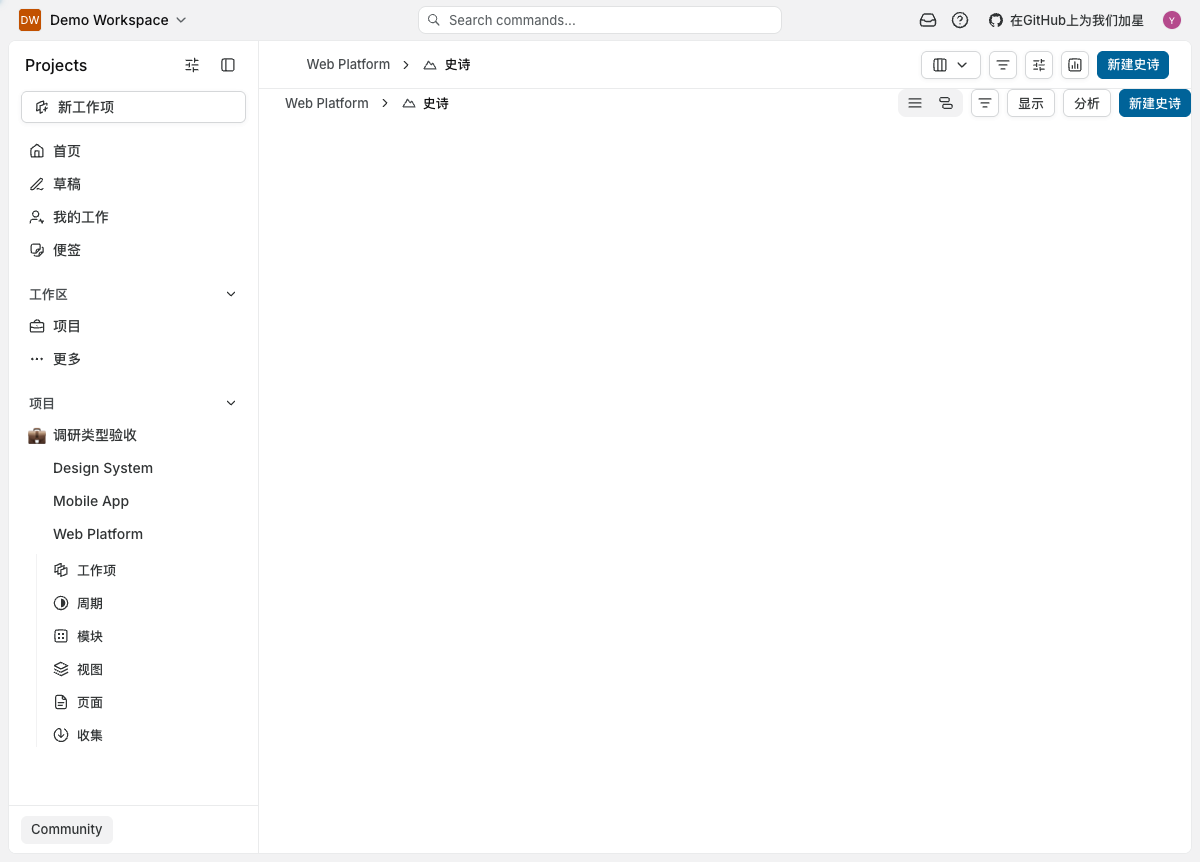 DW Demo Workspace
Search commands...
在GitHub上为我们加星
Y
Projects
新工作项
首页
草稿
我的工作
便签
工作区
项目
更多
项目
调研类型验收
Design System
Mobile App
Web Platform
工作项
周期
模块
视图
页面
收集
Community
Web Platform 史诗
新建史诗
Web Platform 史诗
显示 分析 新建史诗